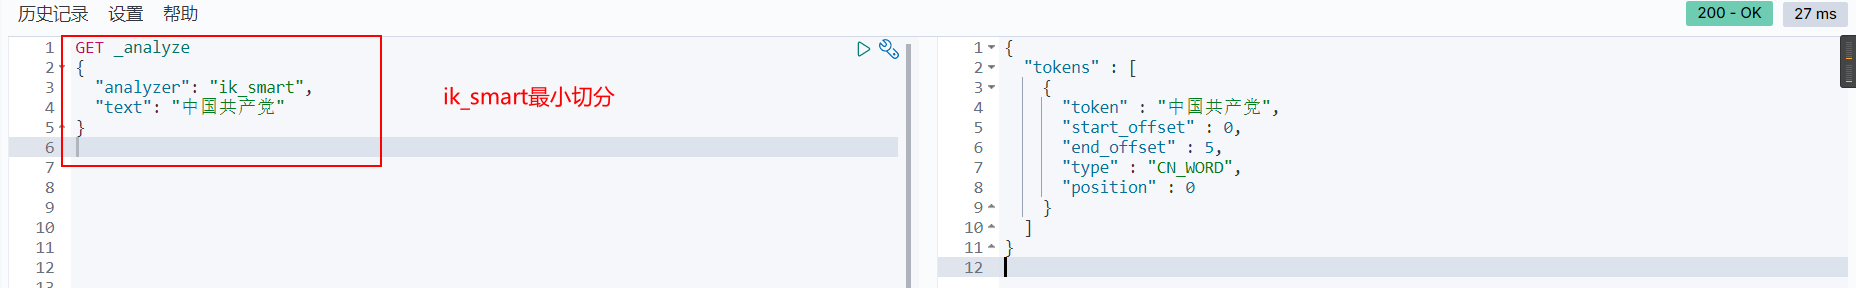 历史记录 设置 帮助
200 - OK
27 ms
1 GET _analyze
2 {
3 "analyzer": "ik_smart",
4 "text": "中国共产党"
5 }
6
7
8
9
10
11
12
13
ik_smart最小切分
1 {
2 "tokens" : [
3 {
4 "token" : "中国共产党",
5 "start_offset" : 0,
6 "end_offset" : 5,
7 "type" : "CN_WORD",
8 "position" : 0
9 }
10 ]
11 }
12